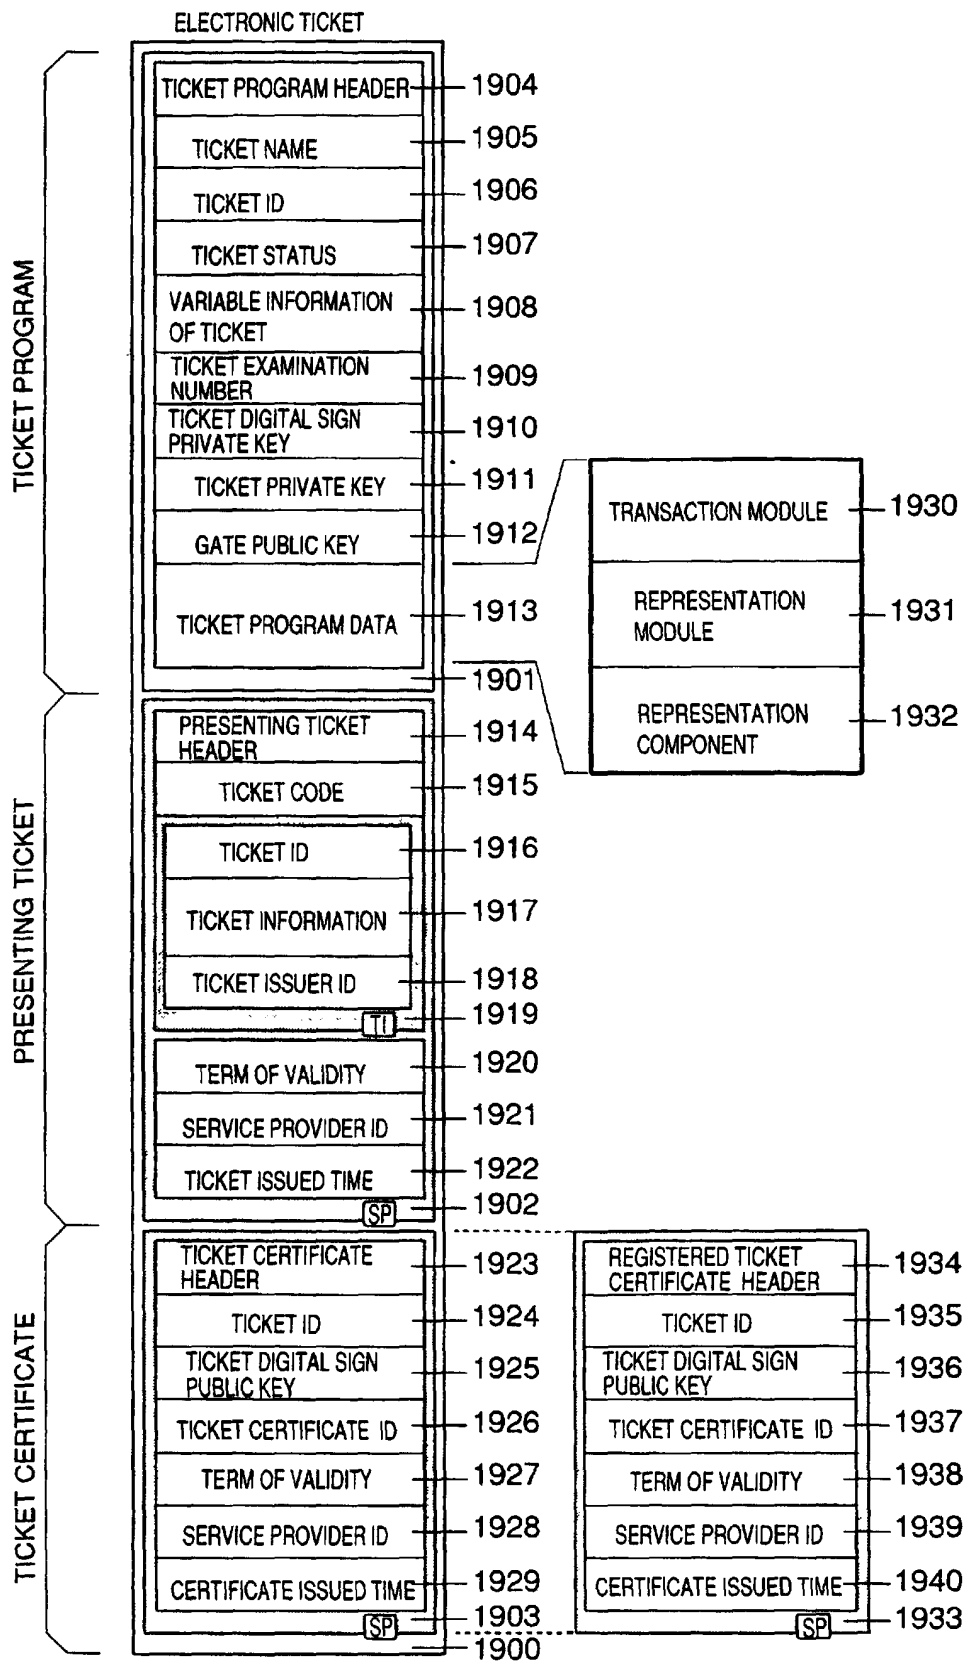 ELECTRONIC TICKET
TICKET PROGRAM
TICKET PROGRAM HEADER 1904
TICKET NAME 1905
TICKET ID 1906
TICKET STATUS 1907
VARIABLE INFORMATION
OF TICKET 1908
TICKET EXAMINATION
NUMBER 1909
TICKET DIGITAL SIGN
PRIVATE KEY 1910
TICKET PRIVATE KEY 1911
GATE PUBLIC KEY 1912
TICKET PROGRAM DATA 1913
1901
TRANSACTION MODULE 1930
REPRESENTATION
MODULE 1931
REPRESENTATION
COMPONENT 1932
PRESENTING TICKET
PRESENTING TICKET
HEADER 1914
TICKET CODE 1915
TICKET ID 1916
TICKET INFORMATION 1917
TICKET ISSUER ID 1918
TI 1919
TERM OF VALIDITY 1920
SERVICE PROVIDER ID 1921
TICKET ISSUED TIME 1922
SP 1902
TICKET CERTIFICATE
TICKET CERTIFICATE
HEADER 1923
TICKET ID 1924
TICKET DIGITAL SIGN
PUBLIC KEY 1925
TICKET CERTIFICATE ID 1926
TERM OF VALIDITY 1927
SERVICE PROVIDER ID 1928
CERTIFICATE ISSUED TIME 1929
SP 1903
1900
REGISTERED TICKET
CERTIFICATE HEADER 1934
TICKET ID 1935
TICKET DIGITAL SIGN
PUBLIC KEY 1936
TICKET CERTIFICATE ID 1937
TERM OF VALIDITY 1938
SERVICE PROVIDER ID 1939
CERTIFICATE ISSUED TIME 1940
SP 1933